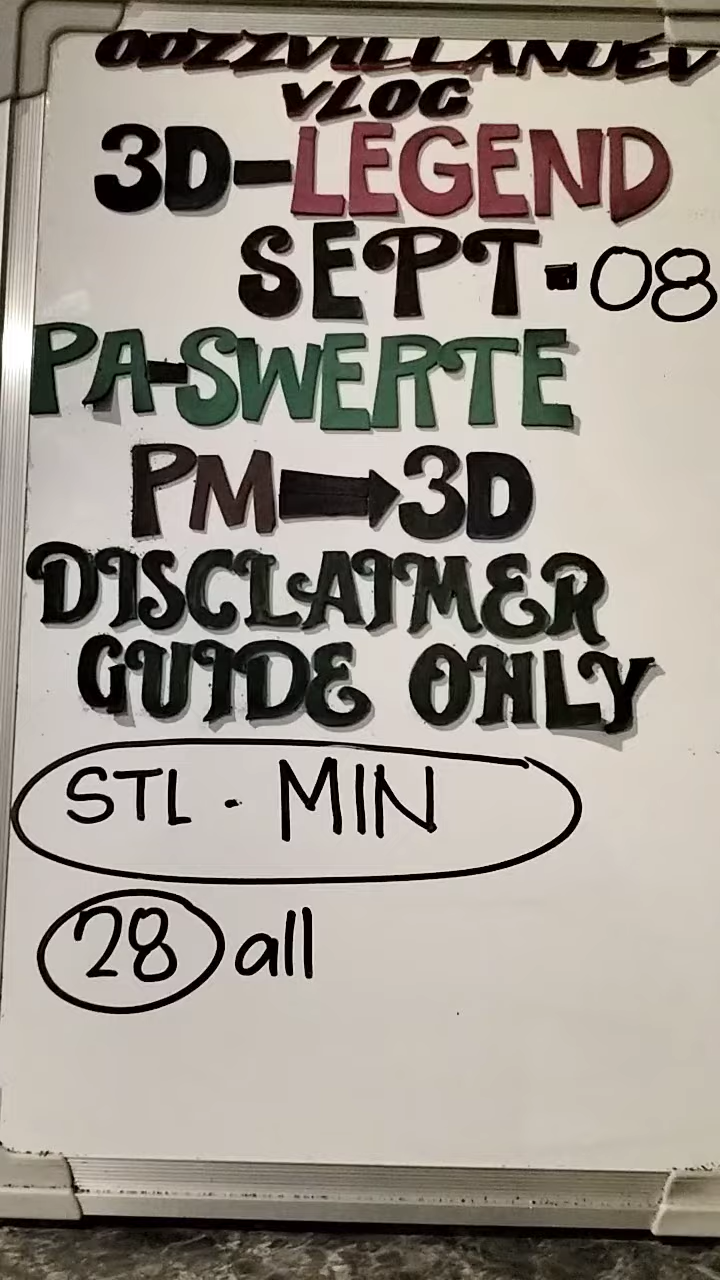 ODZZVILLANUEV
VLOG
3D-LEGEND
SEPT-08
PA-SWERTE
PM➡3D
DISCLAIMER
GUIDE ONLY
STL. MIN
28 all